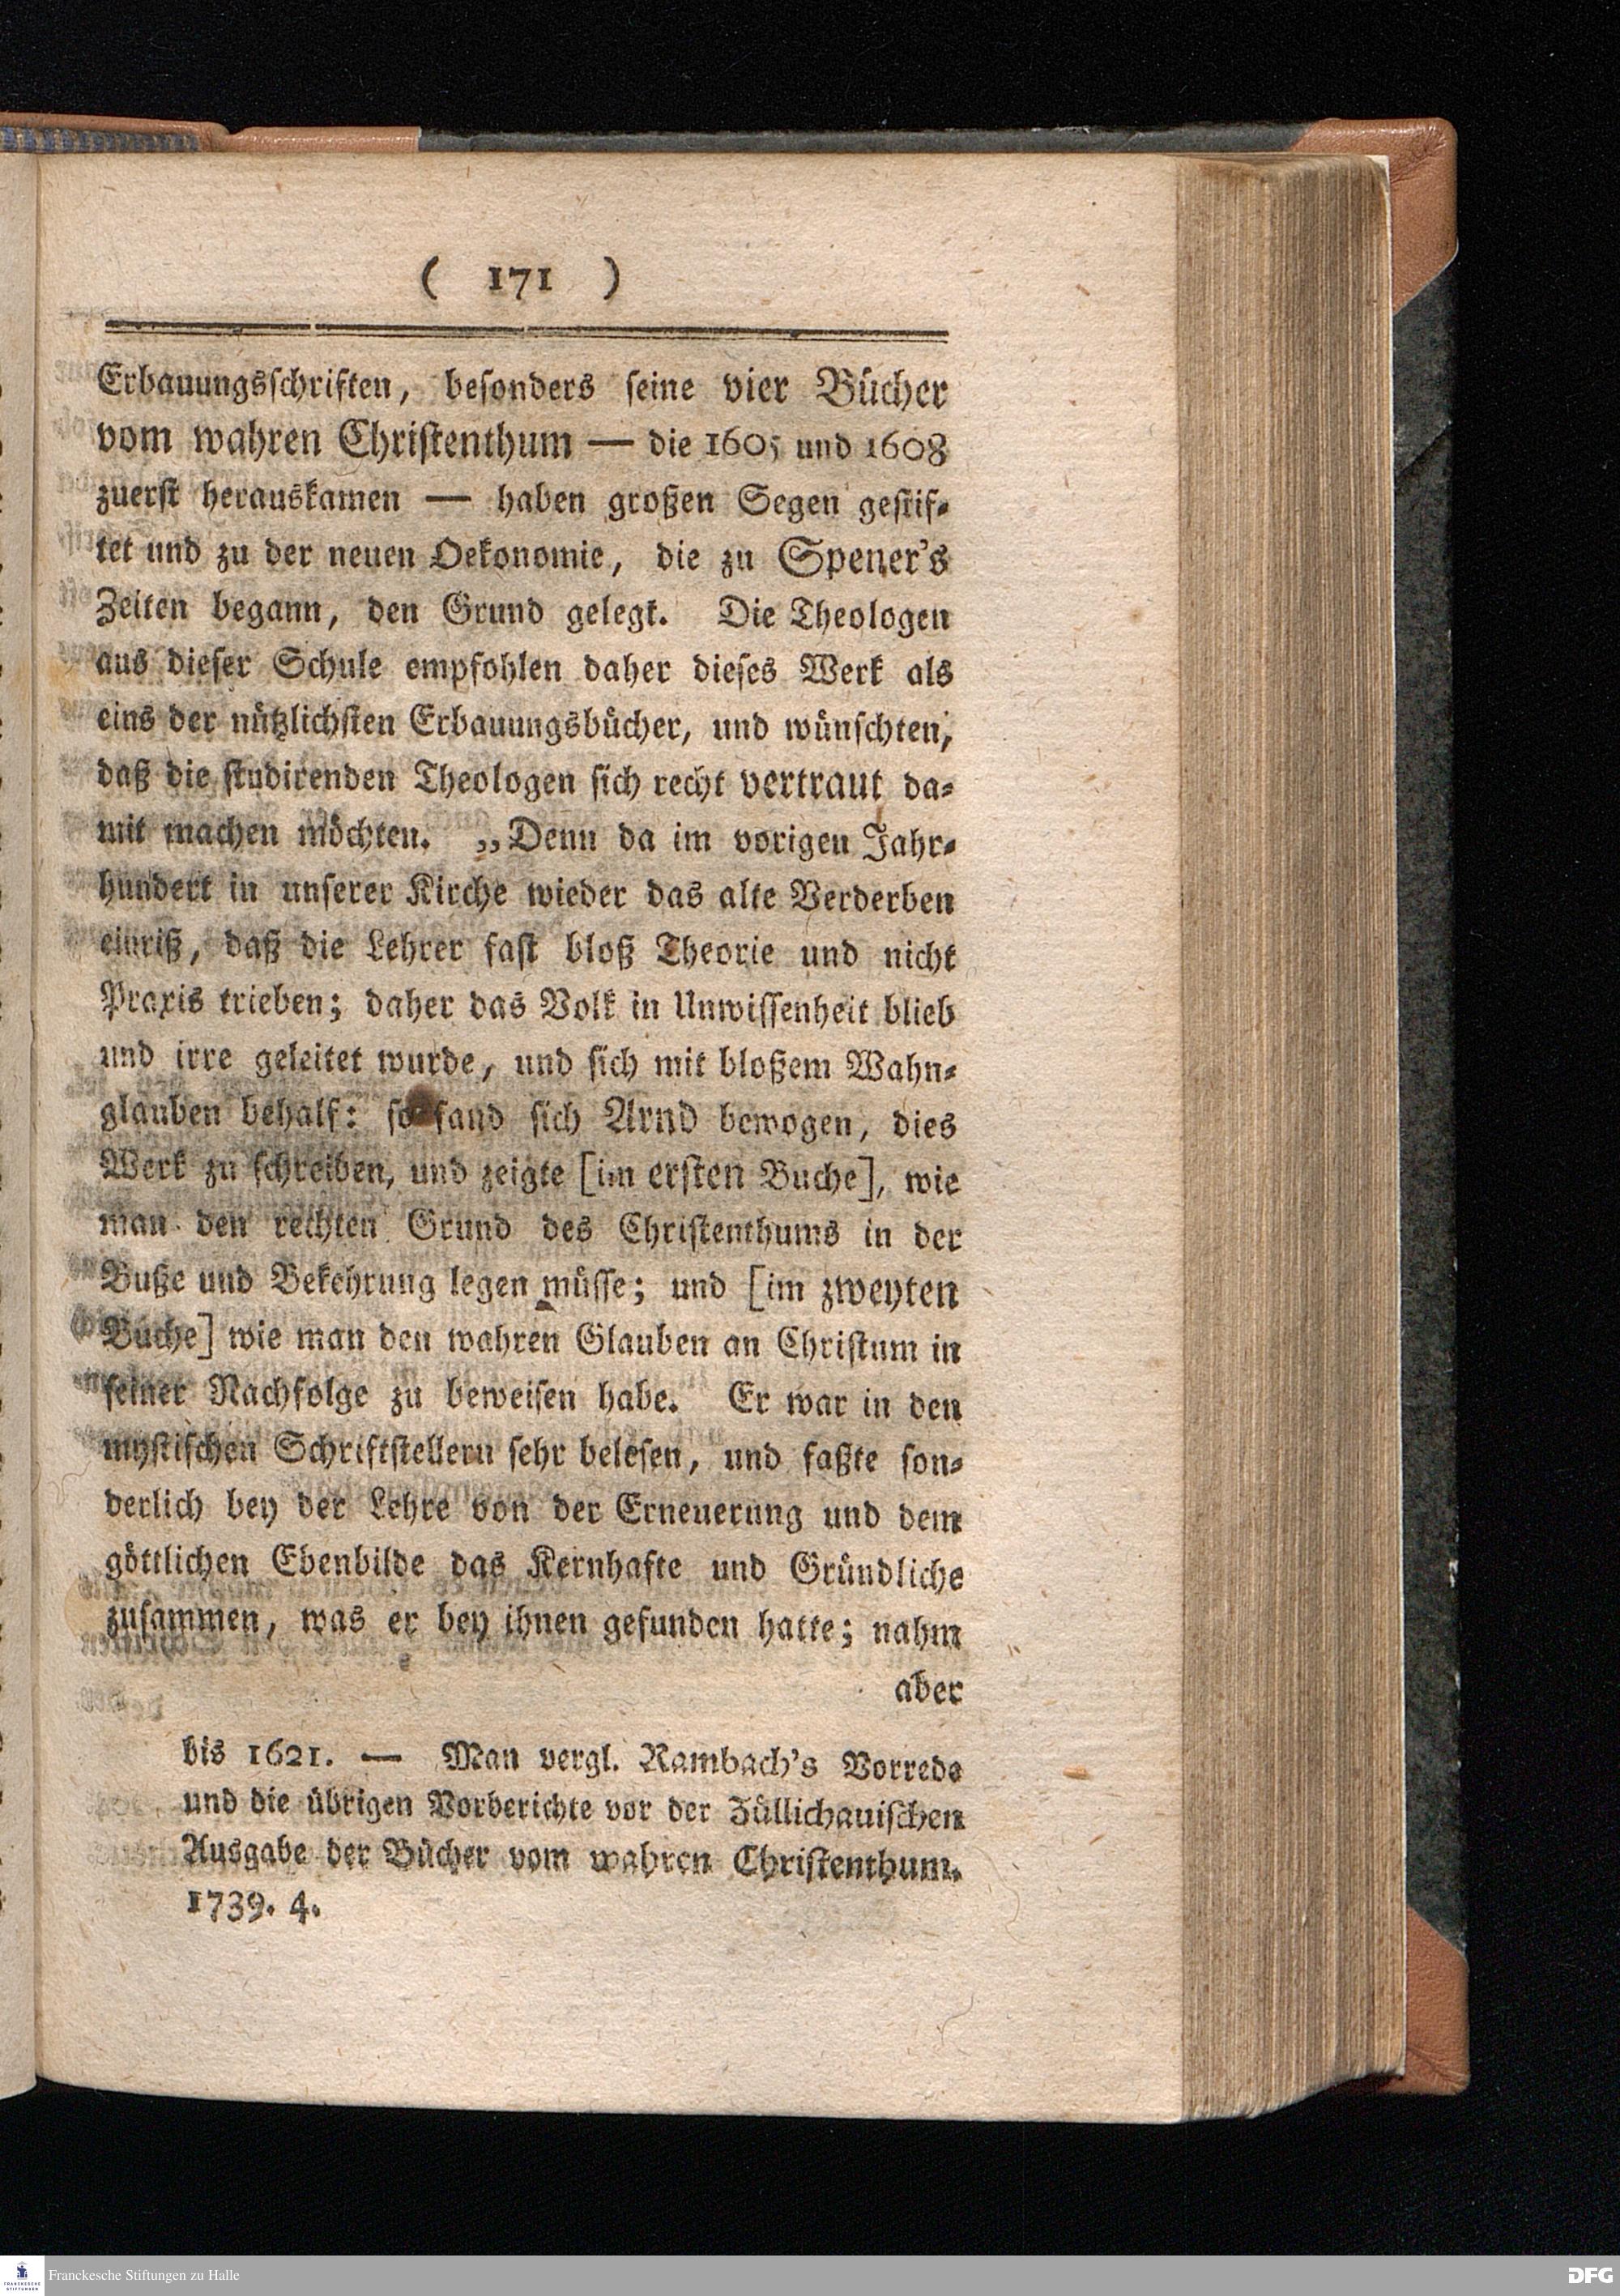 ( 171 )
Erbauungsschriften, besonders seine vier Bücher
vom wahren Christenthum — die 1605 und 1608
zuerst herauskamen — haben großen Segen gestif-
tet und zu der neuen Oekonomie, die zu Spener's
Zeiten begann, den Grund gelegt. Die Theologen
aus dieser Schule empfohlen daher dieses Werk als
eins der nützlichsten Erbauungsbücher, und wünschten,
daß die studirenden Theologen sich recht vertraut da-
mit machen möchten. „Denn da im vorigen Jahr-
hundert in unserer Kirche wieder das alte Verderben
einriß, daß die Lehrer fast bloß Theorie und nicht
Praxis trieben; daher das Volk in Unwissenheit blieb
und irre geleitet wurde, und sich mit bloßem Wahn-
glauben behalf: so fand sich Arnd bewogen, dies
Werk zu schreiben, und zeigte [im ersten Buche], wie
man den rechten Grund des Christenthums in der
Buße und Bekehrung legen müsse; und [im zweyten
Buche] wie man den wahren Glauben an Christum in
seiner Nachfolge zu beweisen habe. Er war in den
mystischen Schriftstellern sehr belesen, und faßte son-
derlich bey der Lehre von der Erneuerung und dem
göttlichen Ebenbilde das Kernhafte und Gründliche
zusammen, was er bey ihnen gefunden hatte; nahm
aber
bis 1621. — Man vergl. Rambach's Vorrede
und die übrigen Vorberichte vor der Züllichauischen
Ausgabe der Bücher vom wahren Christenthum.
1739. 4.
FRANCKESCHE
STIFTUNGEN
Franckesche Stiftungen zu Halle
DFG